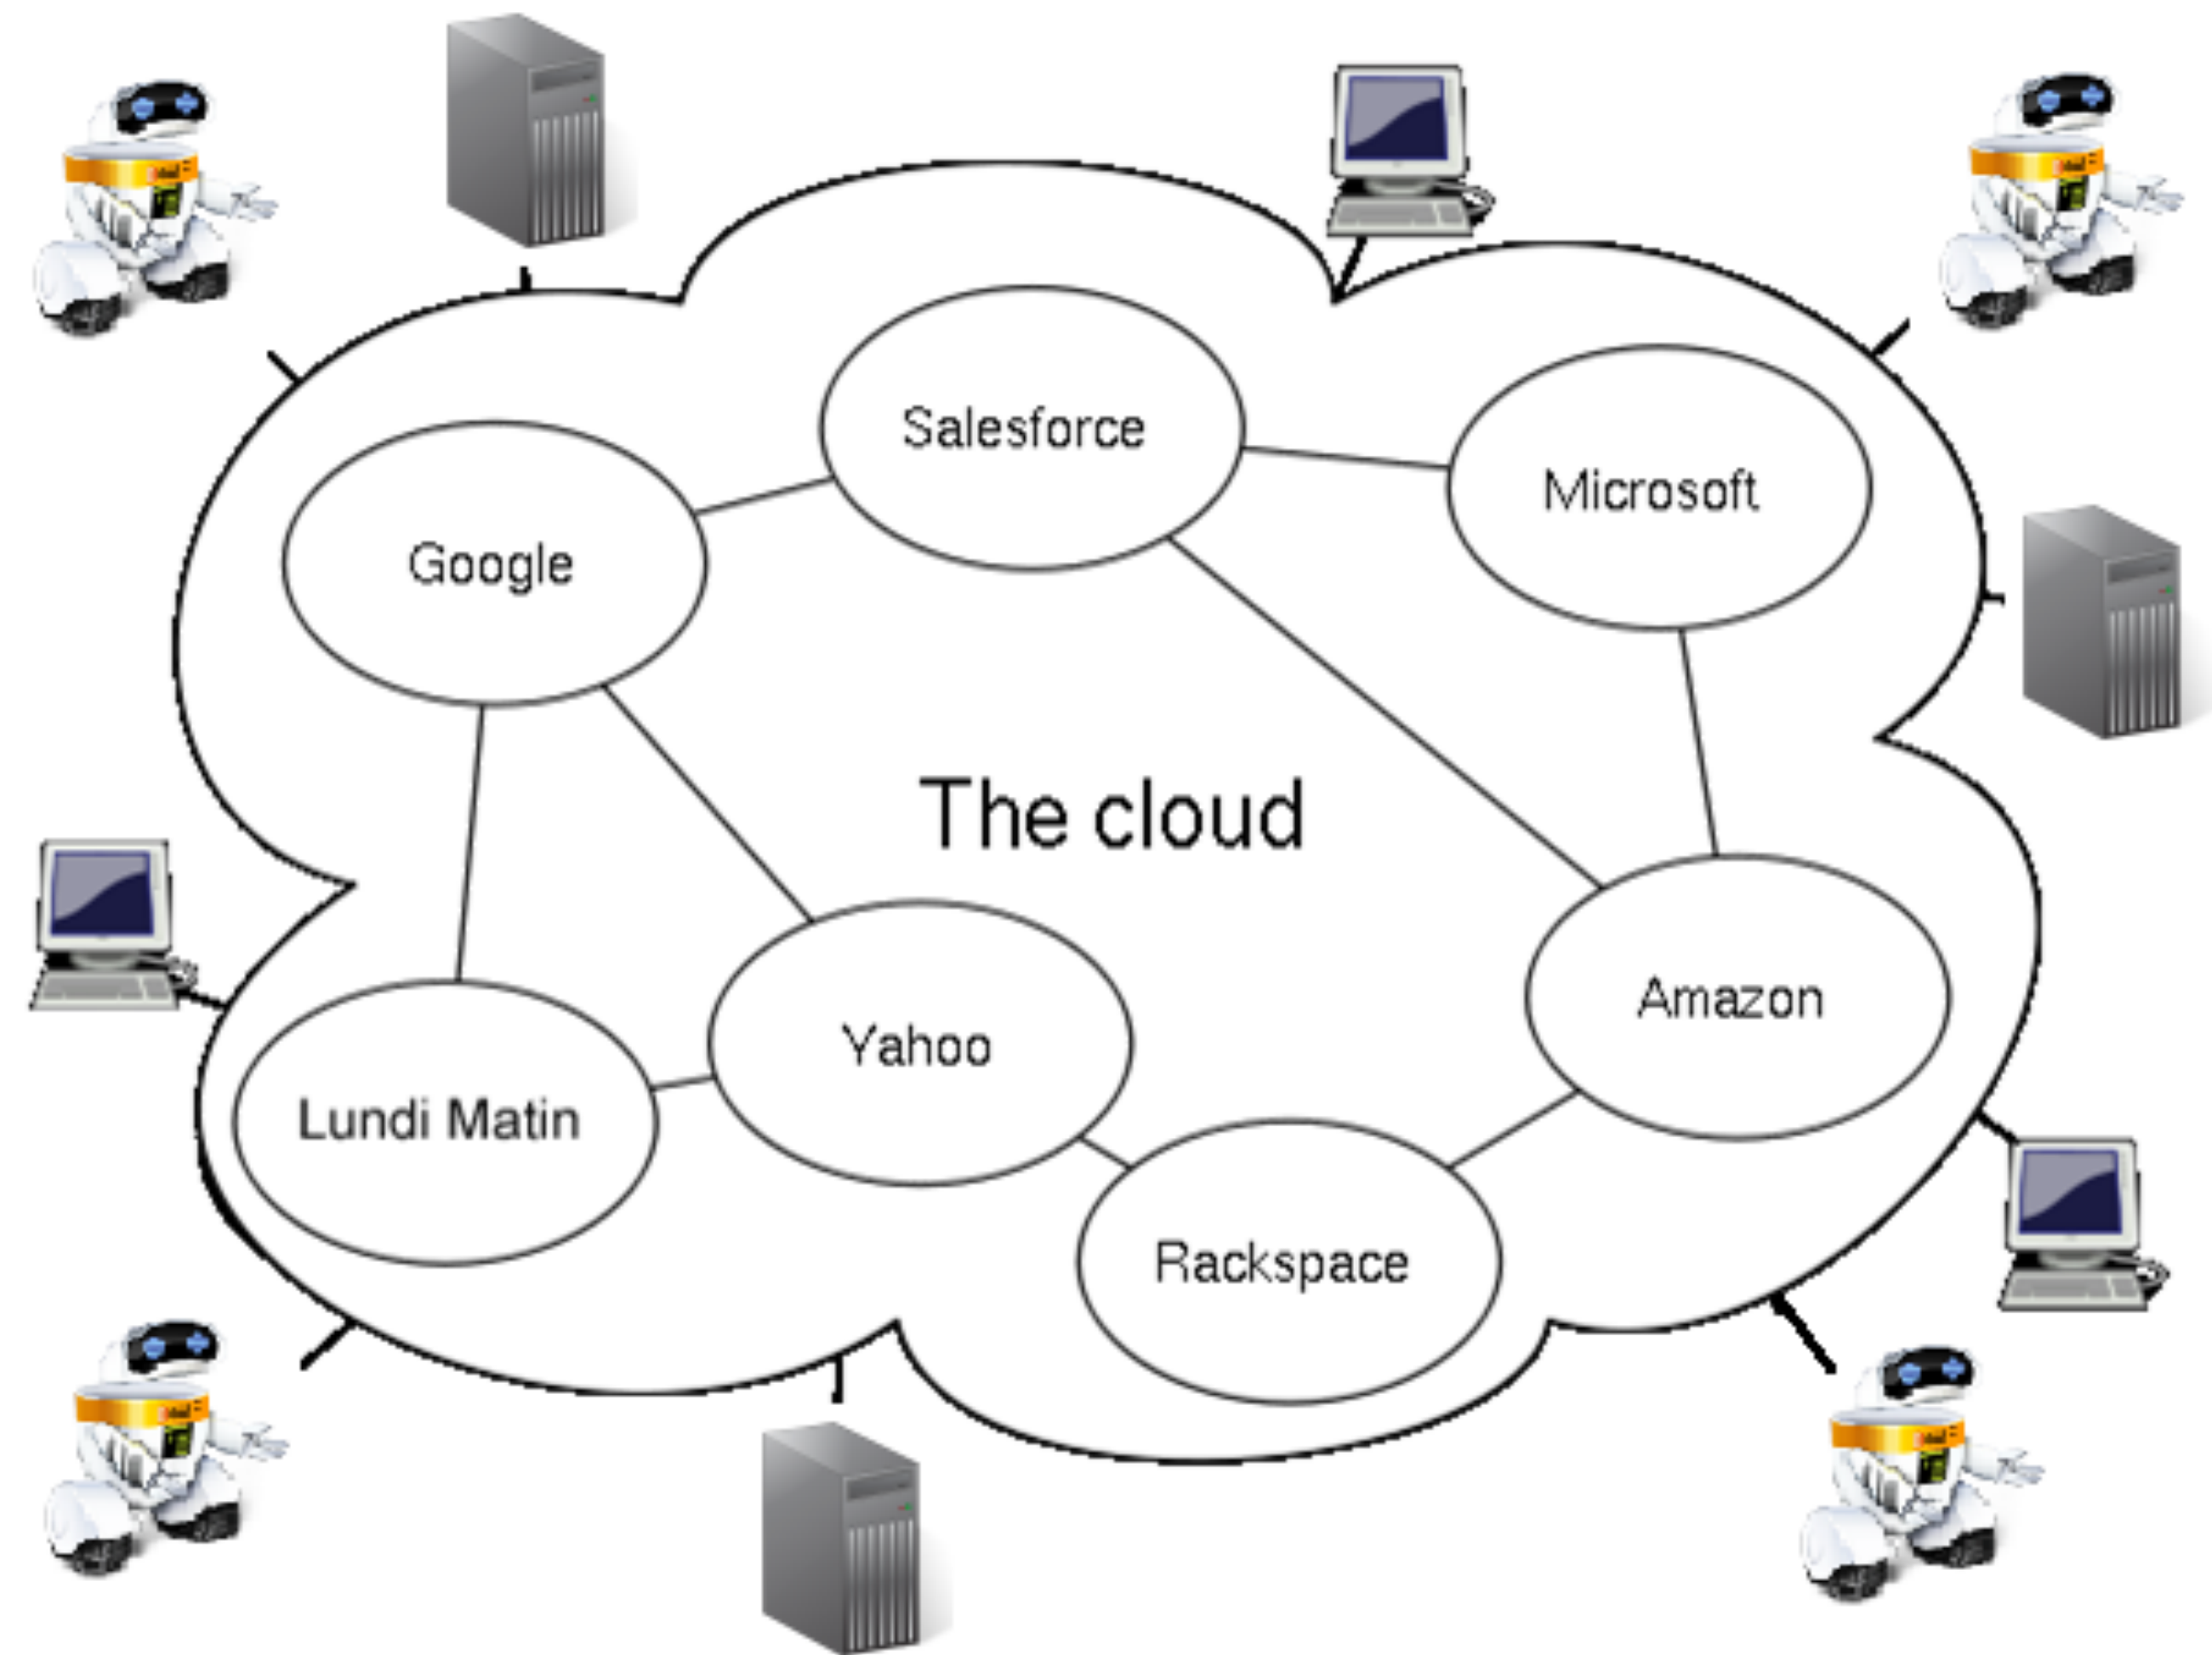 Salesforce
Microsoft
Google
The cloud
Amazon
Yahoo
Lundi Matin
Rackspace